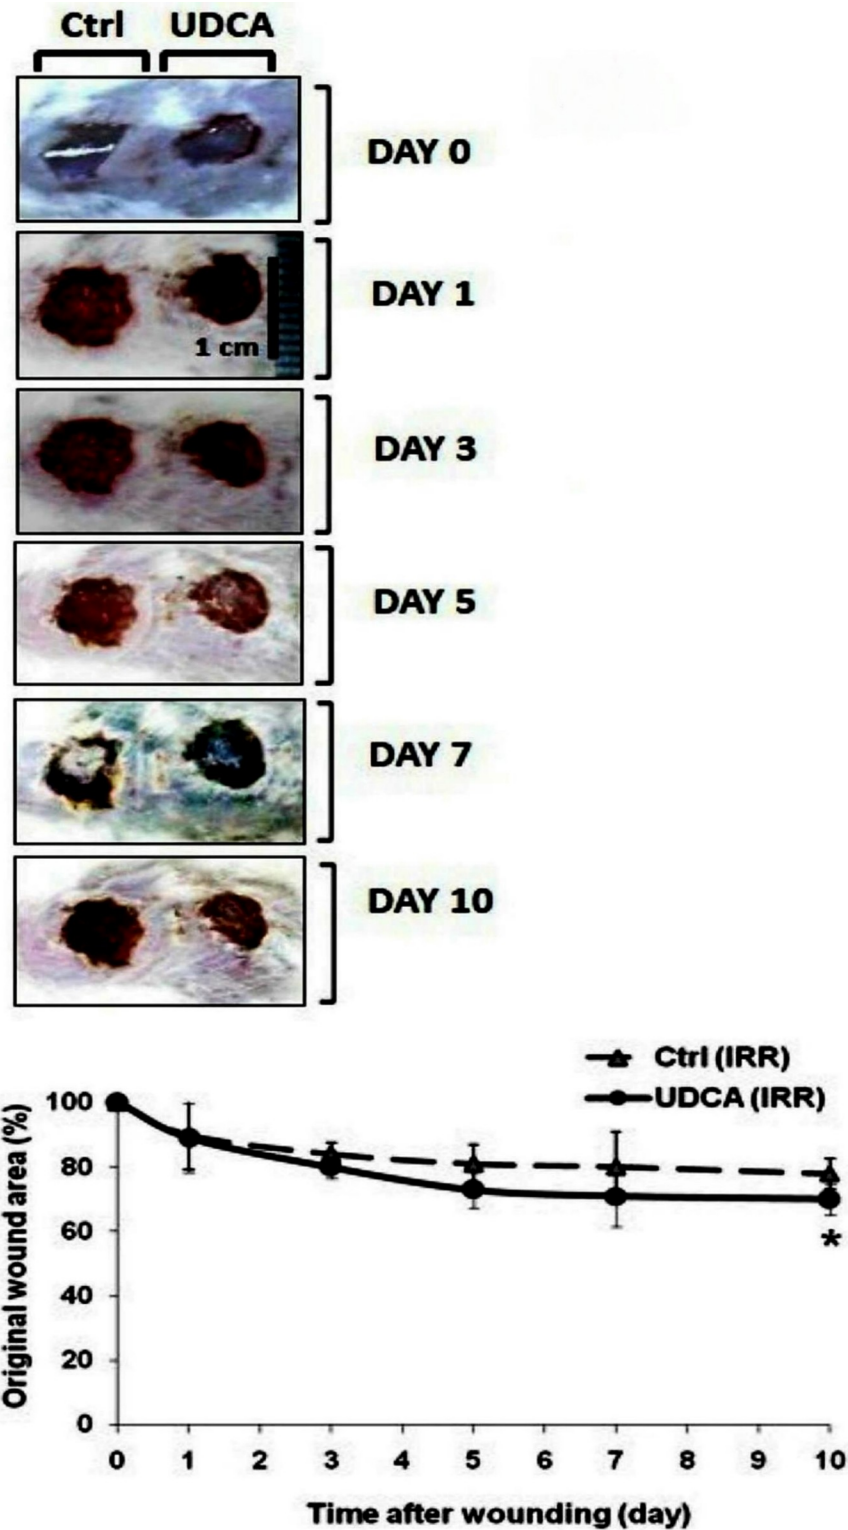 Ctrl UDCA
DAY 0
DAY 1
1 cm
DAY 3
DAY 5
DAY 7
DAY 10
Ctrl (IRR)
UDCA (IRR)
Original wound area (%)
100
80
60
40
20
0
*
0 1 2 3 4 5 6 7 8 9 10
Time after wounding (day)